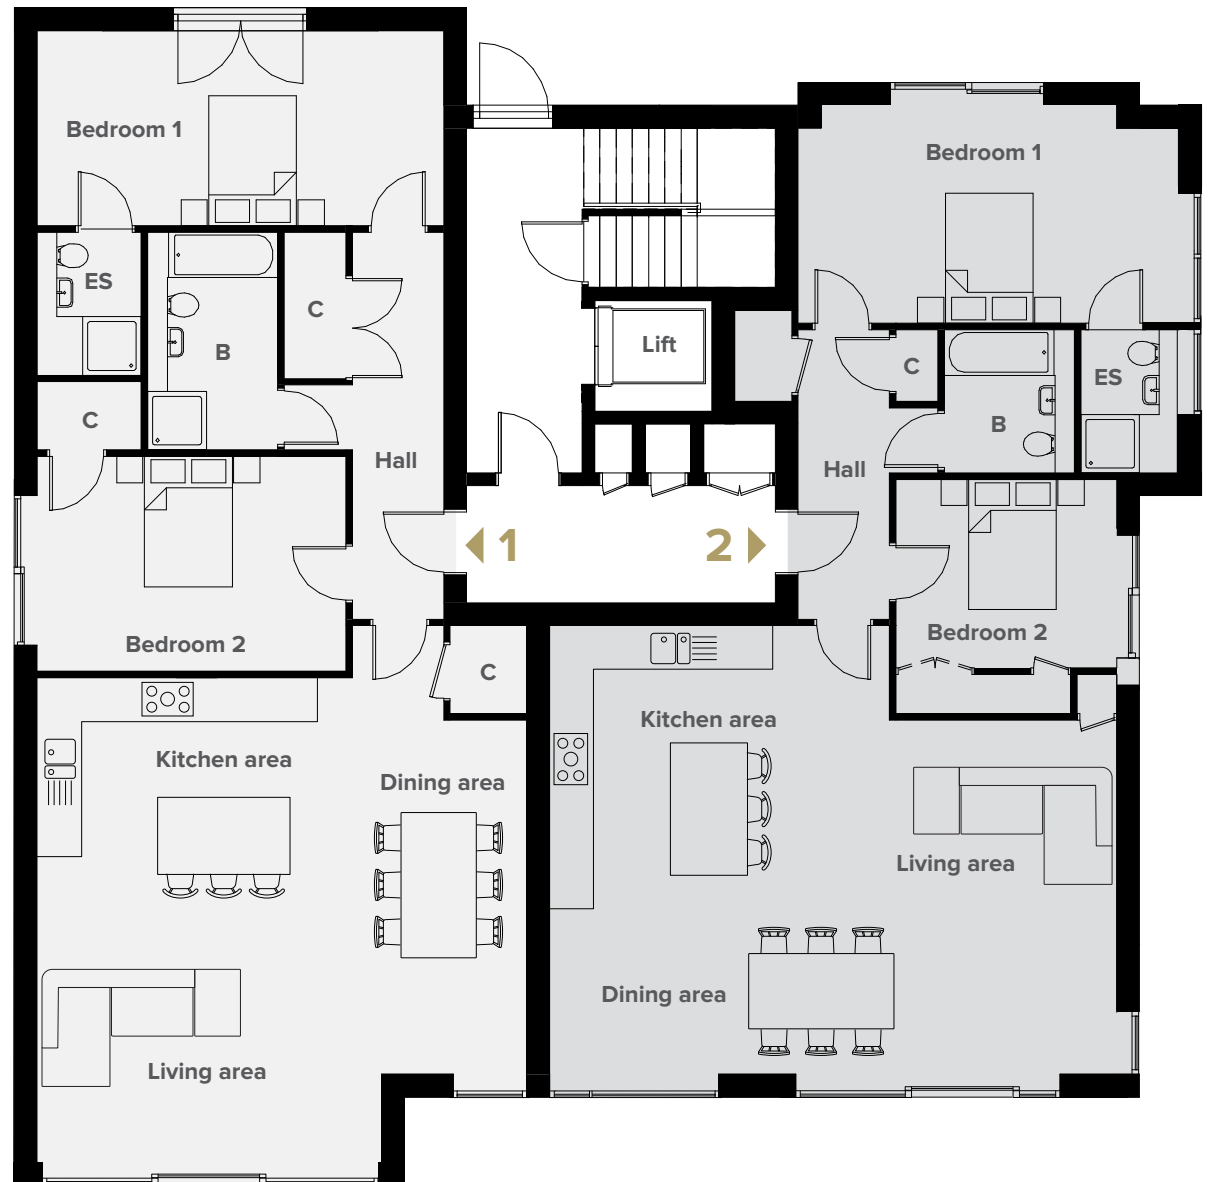 Bedroom 1
Bedroom 1
ES
C
B
Lift
C
ES
C
B
Hall
Hall
1
2
Bedroom 2
Bedroom 2
C
Kitchen area
Kitchen area
Dining area
Living area
Dining area
Living area